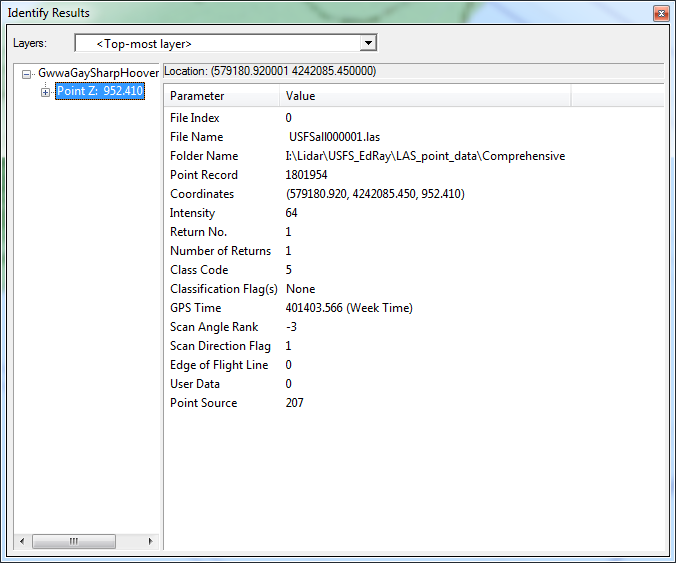 Identify Results
Layers: <Top-most layer>
GwwaGaySharpHoover
Point Z: 952.410
Location: (579180.920001 4242085.450000)
Parameter Value
File Index 0
File Name USFSall000001.las
Folder Name I:\Lidar\USFS_EdRay\LAS_point_data\Comprehensive
Point Record 1801954
Coordinates (579180.920, 4242085.450, 952.410)
Intensity 64
Return No. 1
Number of Returns 1
Class Code 5
Classification Flag(s) None
GPS Time 401403.566 (Week Time)
Scan Angle Rank -3
Scan Direction Flag 1
Edge of Flight Line 0
User Data 0
Point Source 207